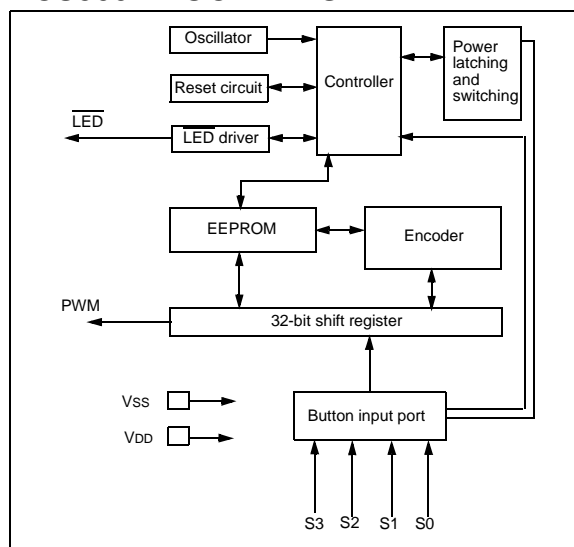 Oscillator
Controller
Power
latching
and
switching
Reset circuit
LED
LED driver
EEPROM
Encoder
PWM
32-bit shift register
VSS
VDD
Button input port
S3 S2 S1 S0